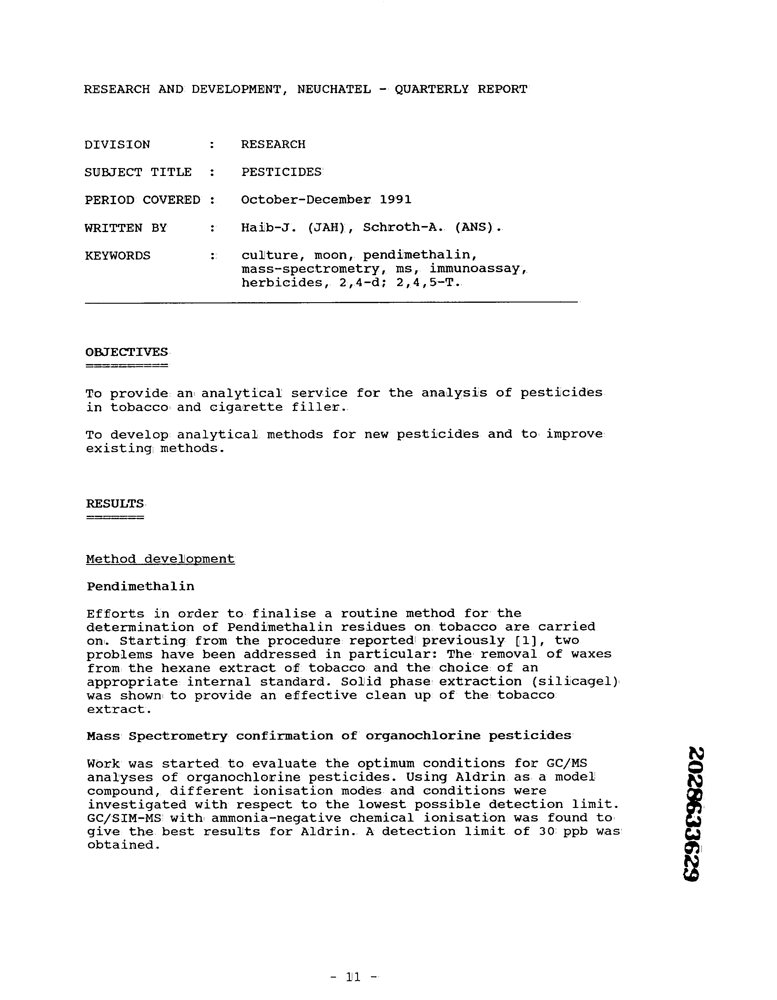 RESEARCH AND DEVELOPMENT, NEUCHATEL - QUARTERLY REPORT
DIVISION : RESEARCH
SUBJECT TITLE : PESTICIDES
PERIOD COVERED : October-December 1991
WRITTEN BY : Haib-J. (JAH), Schroth-A. (ANS).
KEYWORDS : culture, moon, pendimethalin,
mass-spectrometry, ms, immunoassay,
herbicides, 2,4-d; 2,4,5-T.
OBJECTIVES
==========
To provide an analytical service for the analysis of pesticides
in tobacco and cigarette filler.
To develop analytical methods for new pesticides and to improve
existing methods.
RESULTS
=======
Method development
Pendimethalin
Efforts in order to finalise a routine method for the
determination of Pendimethalin residues on tobacco are carried
on. Starting from the procedure reported previously [1], two
problems have been addressed in particular: The removal of waxes
from the hexane extract of tobacco and the choice of an
appropriate internal standard. Solid phase extraction (silicagel)
was shown to provide an effective clean up of the tobacco
extract.
Mass Spectrometry confirmation of organochlorine pesticides
Work was started to evaluate the optimum conditions for GC/MS
analyses of organochlorine pesticides. Using Aldrin as a model
compound, different ionisation modes and conditions were
investigated with respect to the lowest possible detection limit.
GC/SIM-MS with ammonia-negative chemical ionisation was found to
give the best results for Aldrin. A detection limit of 30 ppb was
obtained.
2028633629
- 11 -